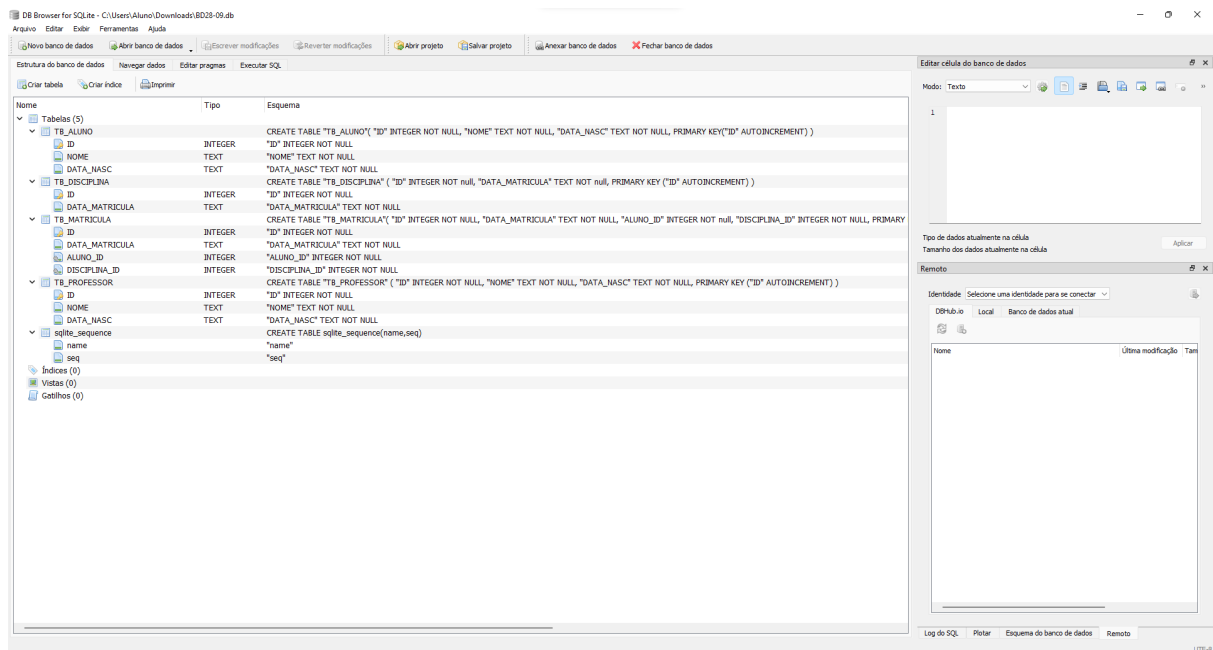 DB Browser for SQLite - C:\Users\Aluno\Downloads\BD28-09.db
Arquivo Editar Exibir Ferramentas Ajuda
Novo banco de dados Abrir banco de dados Escrever modificações Reverter modificações Abrir projeto Salvar projeto Anexar banco de dados Fechar banco de dados
Estrutura do banco de dados Navegar dados Editar pragmas Executar SQL
Criar tabela Criar índice Imprimir
Nome Tipo Esquema
Tabelas (5)
TB_ALUNO CREATE TABLE "TB_ALUNO"( "ID" INTEGER NOT NULL, "NOME" TEXT NOT NULL, "DATA_NASC" TEXT NOT NULL, PRIMARY KEY("ID" AUTOINCREMENT) )
ID INTEGER "ID" INTEGER NOT NULL
NOME TEXT "NOME" TEXT NOT NULL
DATA_NASC TEXT "DATA_NASC" TEXT NOT NULL
TB_DISCIPLINA CREATE TABLE "TB_DISCIPLINA" ( "ID" INTEGER NOT null, "DATA_MATRICULA" TEXT NOT null, PRIMARY KEY ("ID" AUTOINCREMENT) )
ID INTEGER "ID" INTEGER NOT NULL
DATA_MATRICULA TEXT "DATA_MATRICULA" TEXT NOT NULL
TB_MATRICULA CREATE TABLE "TB_MATRICULA"( "ID" INTEGER NOT NULL, "DATA_MATRICULA" TEXT NOT NULL, "ALUNO_ID" INTEGER NOT null, "DISCIPLINA_ID" INTEGER NOT NULL, PRIMARY
ID INTEGER "ID" INTEGER NOT NULL
DATA_MATRICULA TEXT "DATA_MATRICULA" TEXT NOT NULL
ALUNO_ID INTEGER "ALUNO_ID" INTEGER NOT NULL
DISCIPLINA_ID INTEGER "DISCIPLINA_ID" INTEGER NOT NULL
TB_PROFESSOR CREATE TABLE "TB_PROFESSOR" ( "ID" INTEGER NOT NULL, "NOME" TEXT NOT NULL, "DATA_NASC" TEXT NOT NULL, PRIMARY KEY ("ID" AUTOINCREMENT) )
ID INTEGER "ID" INTEGER NOT NULL
NOME TEXT "NOME" TEXT NOT NULL
DATA_NASC TEXT "DATA_NASC" TEXT NOT NULL
sqlite_sequence CREATE TABLE sqlite_sequence(name,seq)
name "name"
seq "seq"
Índices (0)
Vistas (0)
Gatilhos (0)
Editar célula do banco de dados
Modo: Texto
1
Tipo de dados atualmente na célula
Tamanho dos dados atualmente na célula
Aplicar
Remoto
Identidade Selecione uma identidade para se conectar
DBHub.io Local Banco de dados atual
Nome Última modificação Tam
Log do SQL Plotar Esquema do banco de dados Remoto